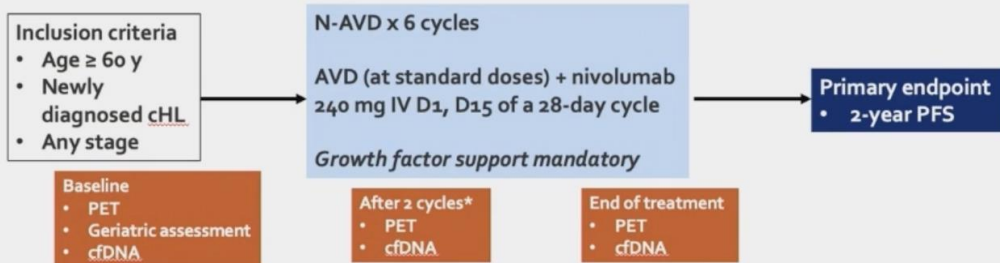 Inclusion criteria
• Age ≥ 60 y
• Newly
diagnosed cHL
• Any stage
N-AVD x 6 cycles
AVD (at standard doses) + nivolumab
240 mg IV D1, D15 of a 28-day cycle
Growth factor support mandatory
Primary endpoint
• 2-year PFS
Baseline
• PET
• Geriatric assessment
• cfDNA
After 2 cycles*
• PET
• cfDNA
End of treatment
• PET
• cfDNA